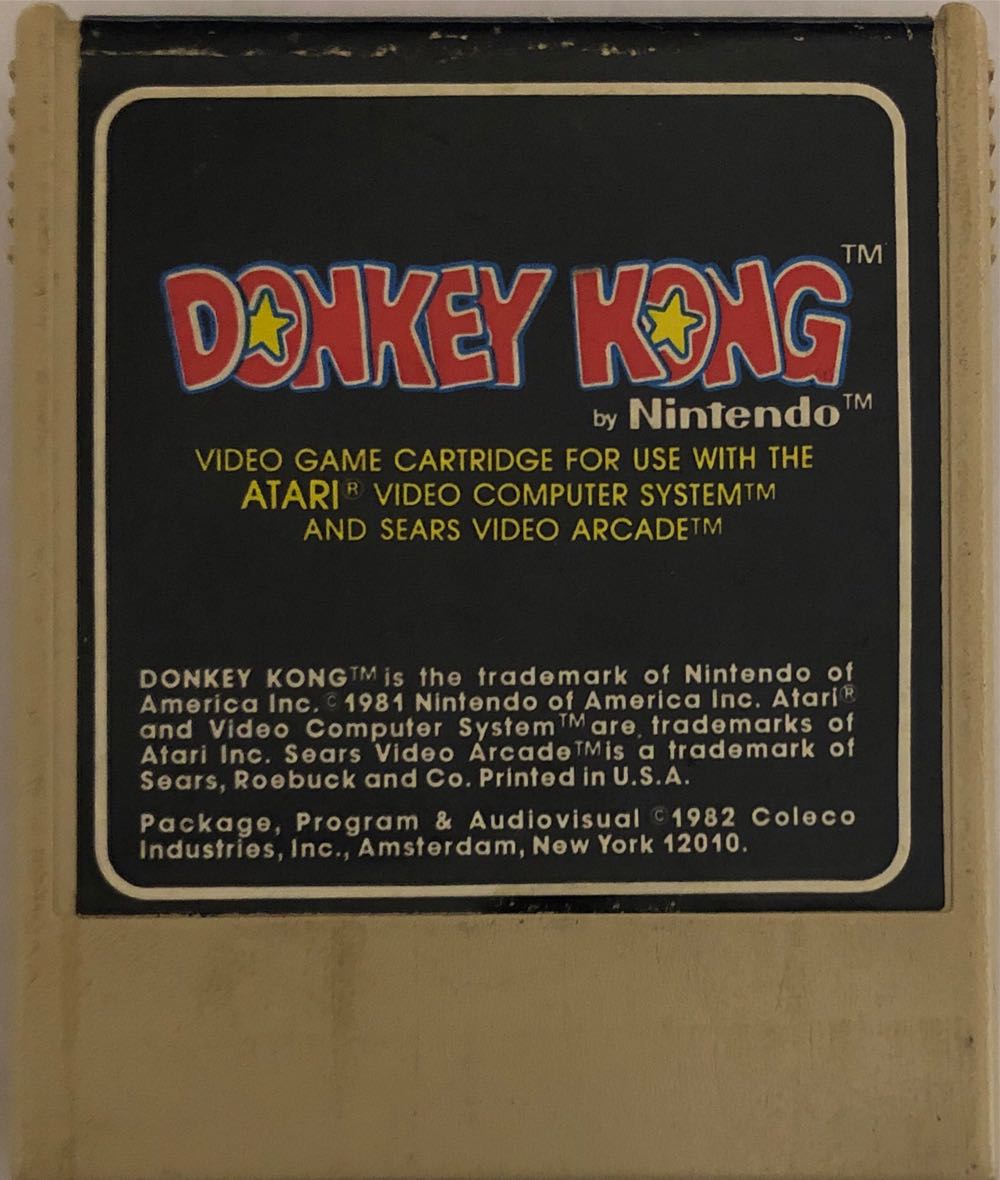 DONKEY KONG™
by Nintendo™
VIDEO GAME CARTRIDGE FOR USE WITH THE
ATARI® VIDEO COMPUTER SYSTEM™
AND SEARS VIDEO ARCADE™
DONKEY KONG™ is the trademark of Nintendo of
America Inc. ©1981 Nintendo of America Inc. Atari®
and Video Computer System™ are trademarks of
Atari Inc. Sears Video Arcade™ is a trademark of
Sears, Roebuck and Co. Printed in U.S.A.
Package, Program & Audiovisual ©1982 Coleco
Industries, Inc., Amsterdam, New York 12010.